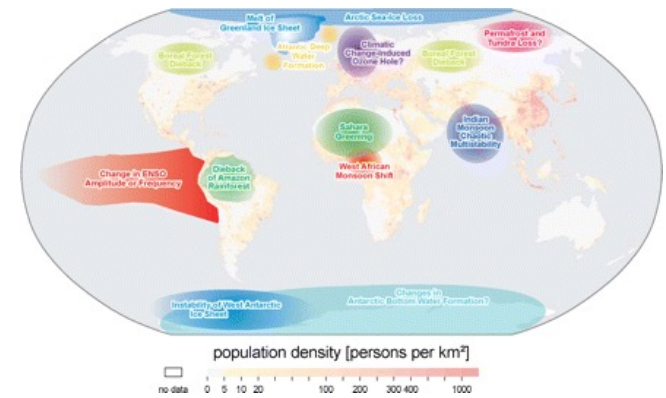 Melt of
Greenland Ice Sheet
Arctic Sea-Ice Loss
Atlantic Deep
Water
Formation
Climatic
Change-Induced
Ozone Hole?
Boreal Forest
Dieback
Boreal Forest
Dieback
Permafrost and
Tundra Loss?
Sahara
Greening
Indian
Monsoon
Chaotic
Multistability
West African
Monsoon Shift
Change in ENSO
Amplitude or Frequency
Dieback
of Amazon
Rainforest
Instability of West Antarctic
Ice Sheet
Changes in
Antarctic Bottom Water Formation?
population density [persons per km²]
no data
0 5 10 20 100 200 300 400 1000